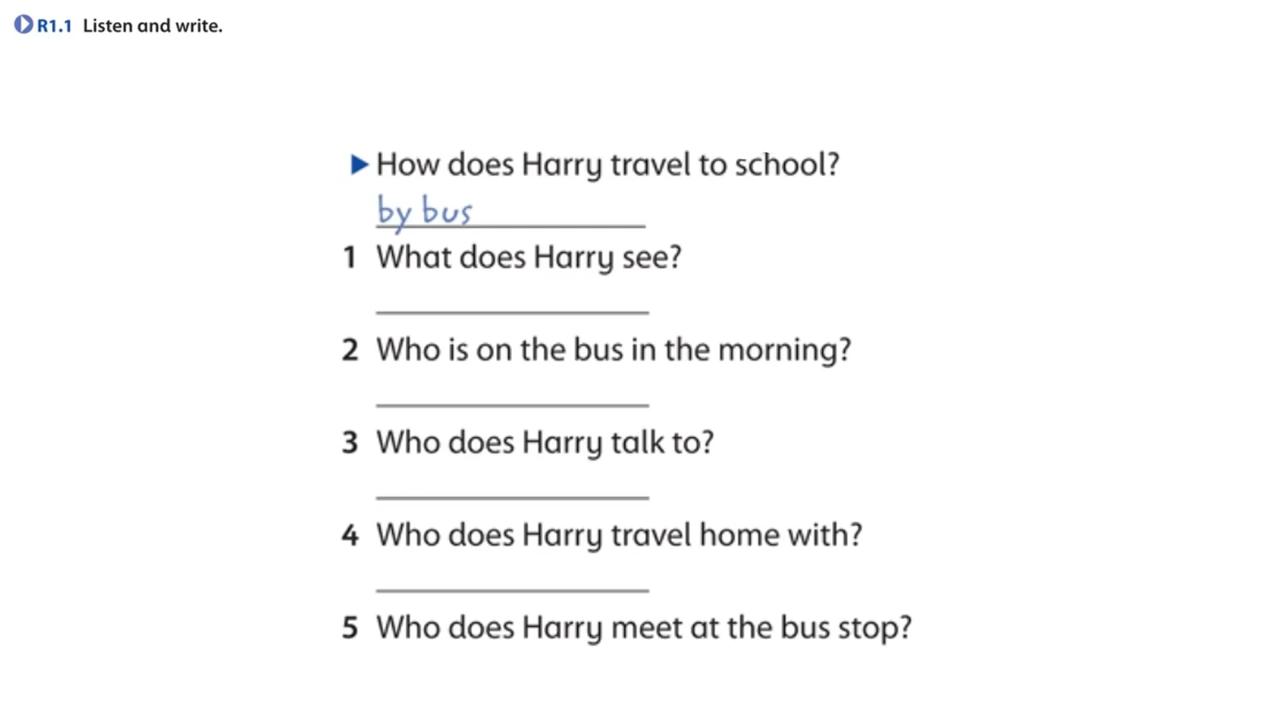 R1.1 Listen and write.
How does Harry travel to school?
by bus
1 What does Harry see?
2 Who is on the bus in the morning?
3 Who does Harry talk to?
4 Who does Harry travel home with?
5 Who does Harry meet at the bus stop?